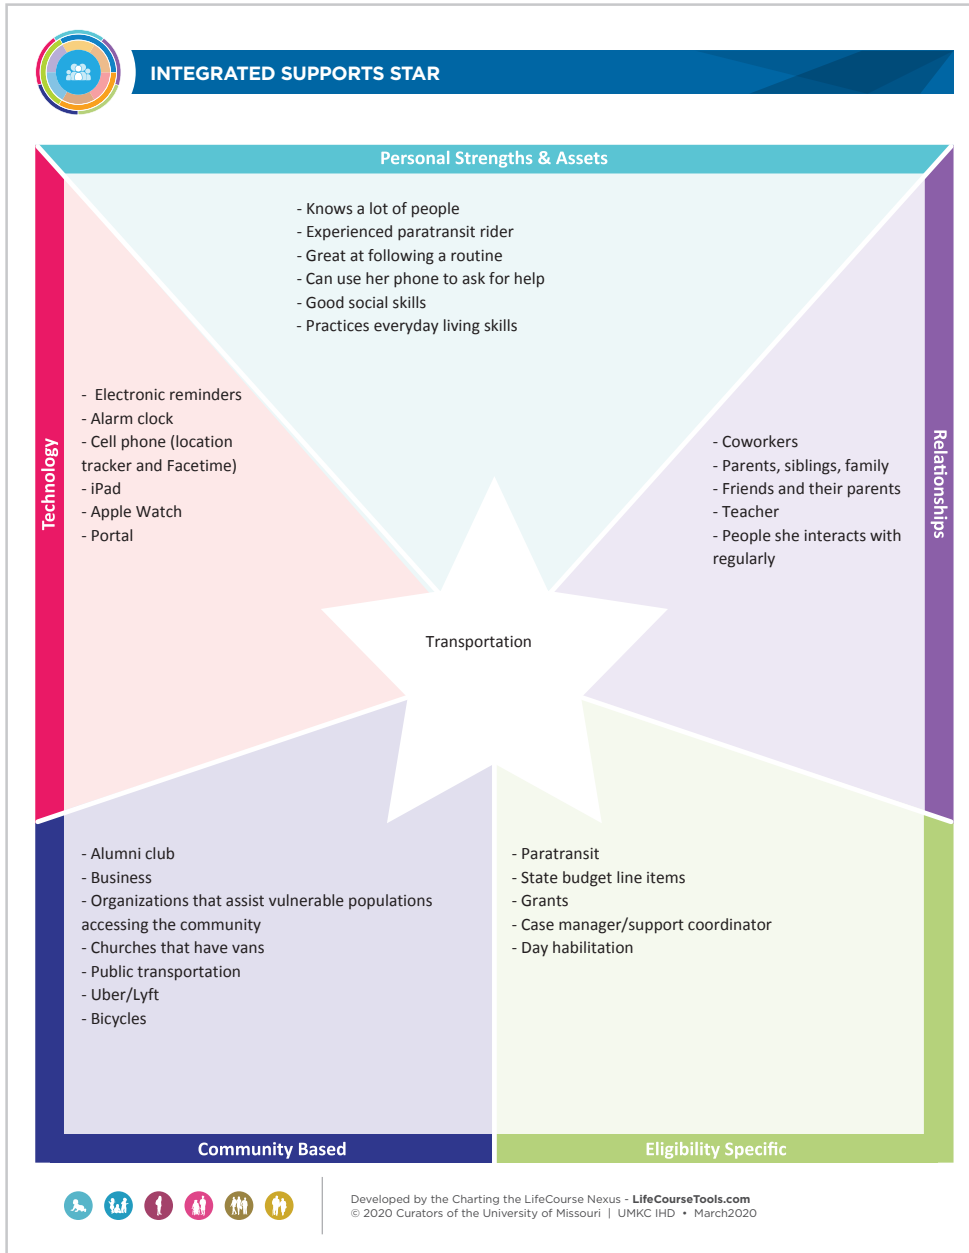 INTEGRATED SUPPORTS STAR
Personal Strengths & Assets
- Knows a lot of people
- Experienced paratransit rider
- Great at following a routine
- Can use her phone to ask for help
- Good social skills
- Practices everyday living skills
Technology
- Electronic reminders
- Alarm clock
- Cell phone (location
tracker and Facetime)
- iPad
- Apple Watch
- Portal
Relationships
- Coworkers
- Parents, siblings, family
- Friends and their parents
- Teacher
- People she interacts with
regularly
Transportation
- Alumni club
- Business
- Organizations that assist vulnerable populations
accessing the community
- Churches that have vans
- Public transportation
- Uber/Lyft
- Bicycles
Community Based
- Paratransit
- State budget line items
- Grants
- Case manager/support coordinator
- Day habilitation
Eligibility Specific
Developed by the Charting the LifeCourse Nexus - LifeCourseTools.com
© 2020 Curators of the University of Missouri | UMKC IHD • March2020